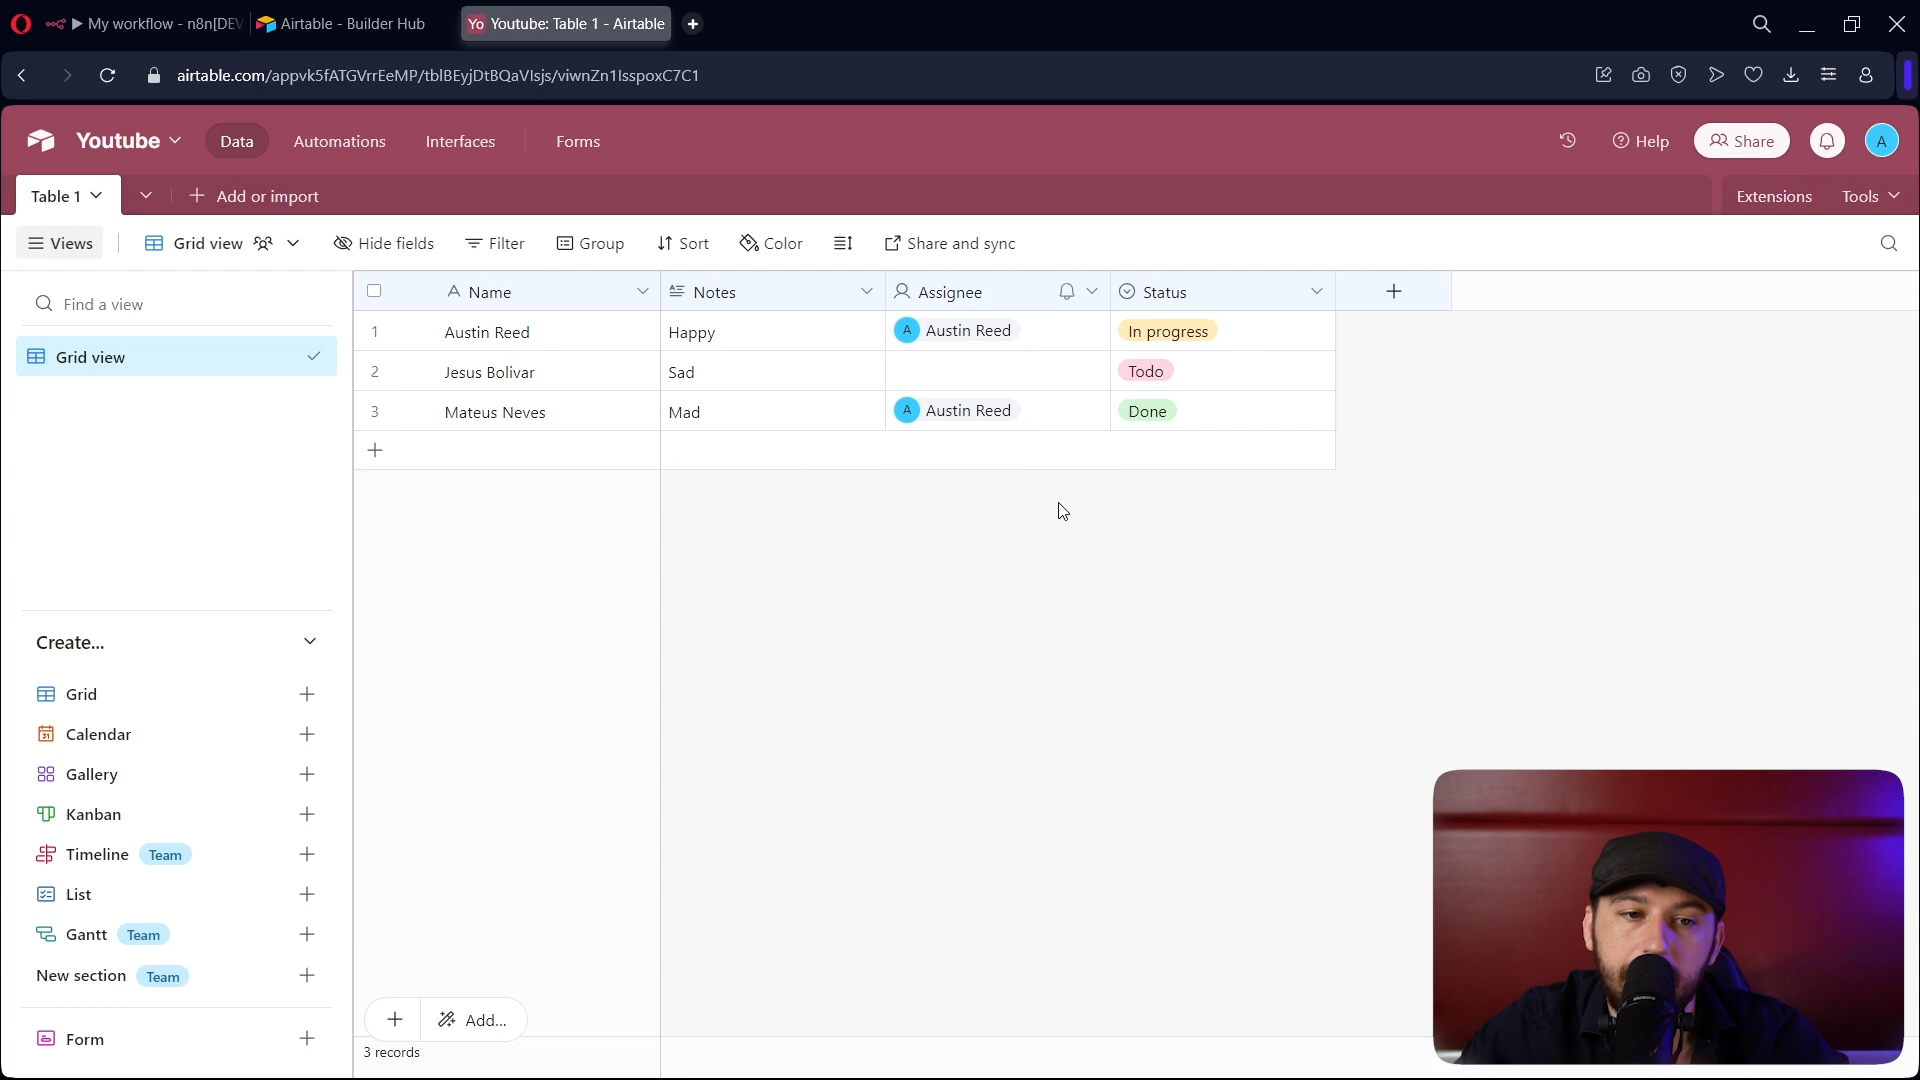 My workflow - n8n[DEV
Airtable - Builder Hub
Yo Youtube: Table 1 - Airtable
airtable.com/appvk5fATGVrrEeMP/tblBEyjDtBQaVlsjs/viwnZn1lsspoxC7C1
Youtube
Data
Automations
Interfaces
Forms
Help
Share
A
Table 1
Add or import
Extensions
Tools
Views
Grid view
Hide fields
Filter
Group
Sort
Color
Share and sync
Find a view
Grid view
Name Notes Assignee Status
1 Austin Reed Happy A Austin Reed In progress
2 Jesus Bolivar Sad Todo
3 Mateus Neves Mad A Austin Reed Done
Create...
Grid
Calendar
Gallery
Kanban
Timeline Team
List
Gantt Team
New section Team
Form
Add...
3 records